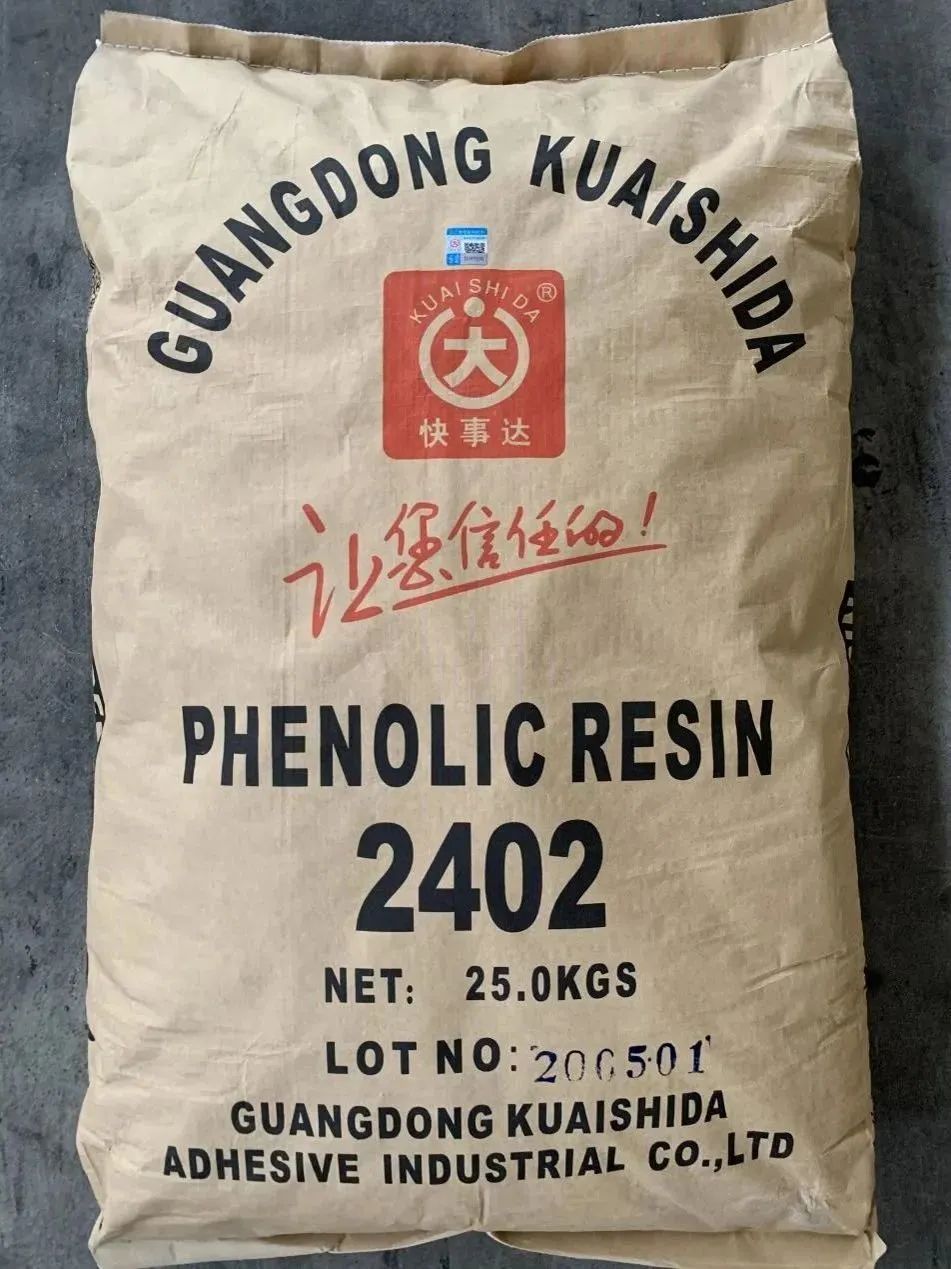 GUANGDONG KUAISHIDA
KUAI SHI DA ®
快事达
让您信任的!
PHENOLIC RESIN
2402
NET: 25.0KGS
LOT NO: 200501
GUANGDONG KUAISHIDA
ADHESIVE INDUSTRIAL CO.,LTD